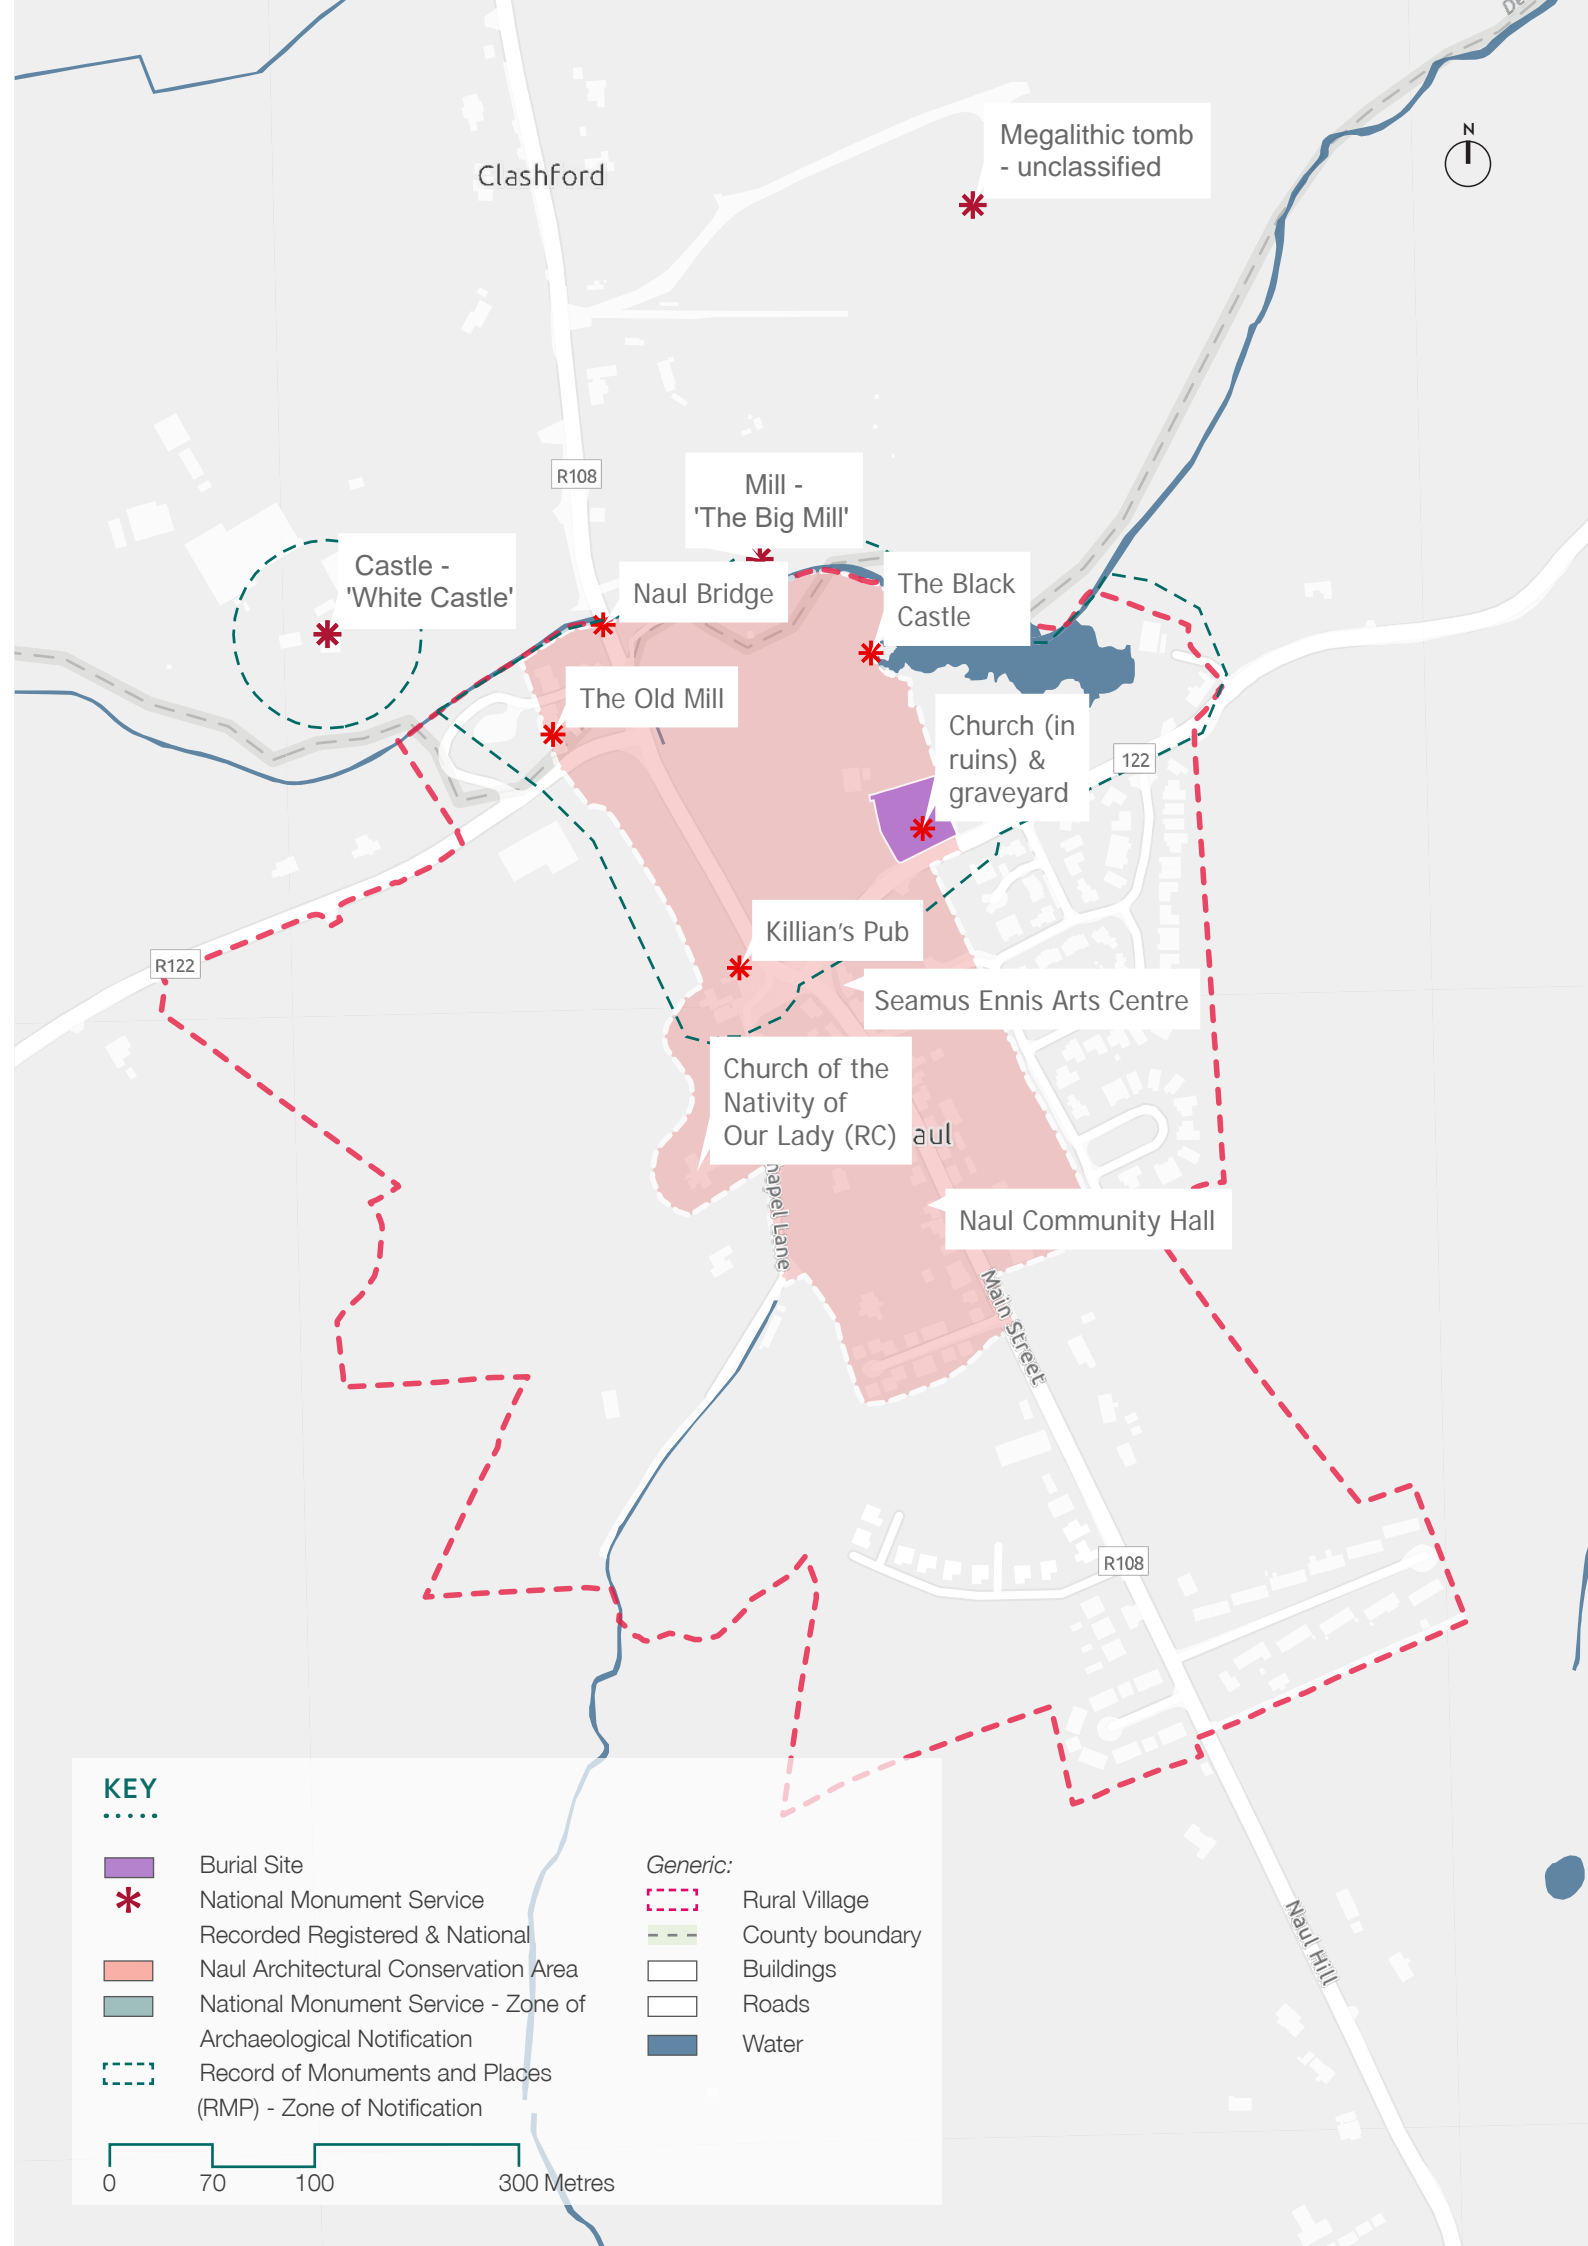 De
N
Megalithic tomb
- unclassified
Clashford
R108
Mill -
'The Big Mill'
Castle -
'White Castle'
Naul Bridge
The Black
Castle
The Old Mill
Church (in
ruins) &
graveyard
122
Killian's Pub
R122
Seamus Ennis Arts Centre
Church of the
Nativity of
Our Lady (RC)
aul
hapel Lane
Naul Community Hall
Main Street
R108
Naul Hill
KEY
Burial Site
National Monument Service
Recorded Registered & National
Naul Architectural Conservation Area
National Monument Service - Zone of
Archaeological Notification
Record of Monuments and Places
(RMP) - Zone of Notification
Generic:
Rural Village
County boundary
Buildings
Roads
Water
0 70 100 300 Metres